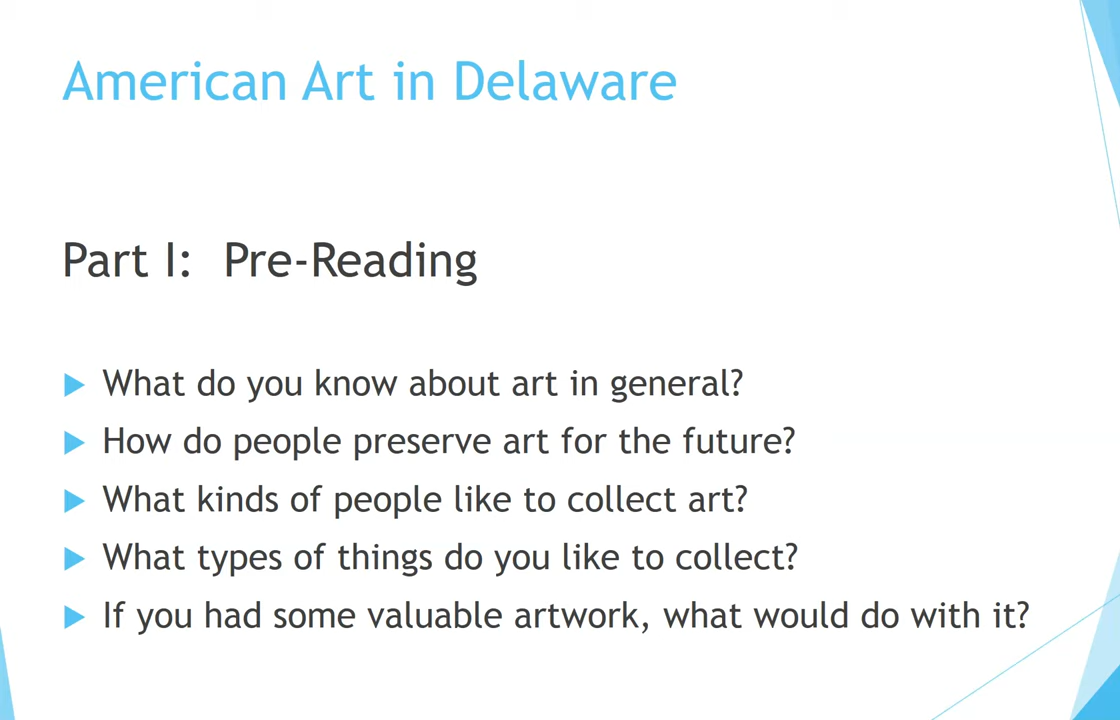 American Art in Delaware
Part I: Pre-Reading
What do you know about art in general?
How do people preserve art for the future?
What kinds of people like to collect art?
What types of things do you like to collect?
If you had some valuable artwork, what would do with it?